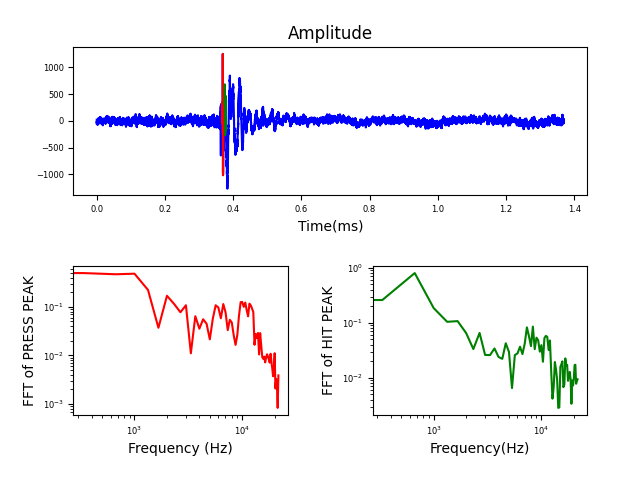 Amplitude
1000
500
0
−500
−1000
0.0 0.2 0.4 0.6 0.8 1.0 1.2 1.4
Time(ms)
FFT of PRESS PEAK
10⁻¹
10⁻²
10⁻³
10³ 10⁴
Frequency (Hz)
FFT of HIT PEAK
10⁰
10⁻¹
10⁻²
10³ 10⁴
Frequency(Hz)